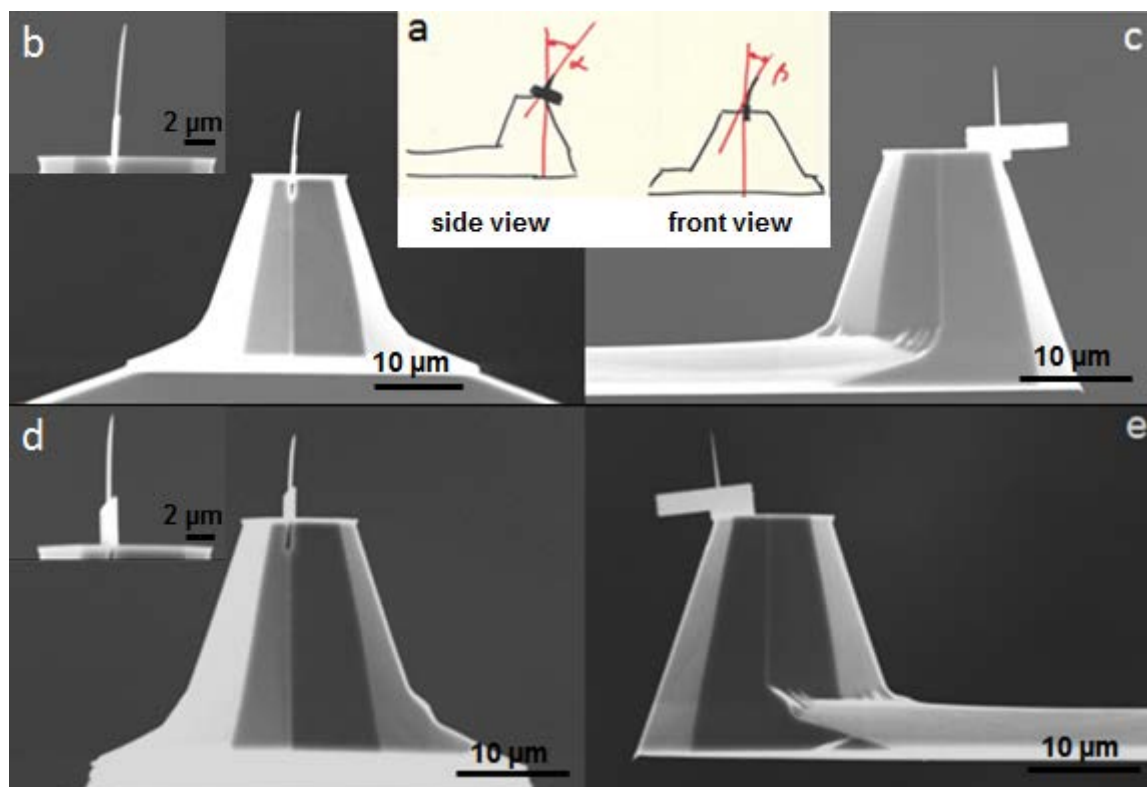 b
2 µm
10 µm
a
α
β
side view
front view
c
10 µm
d
2 µm
10 µm
e
10 µm